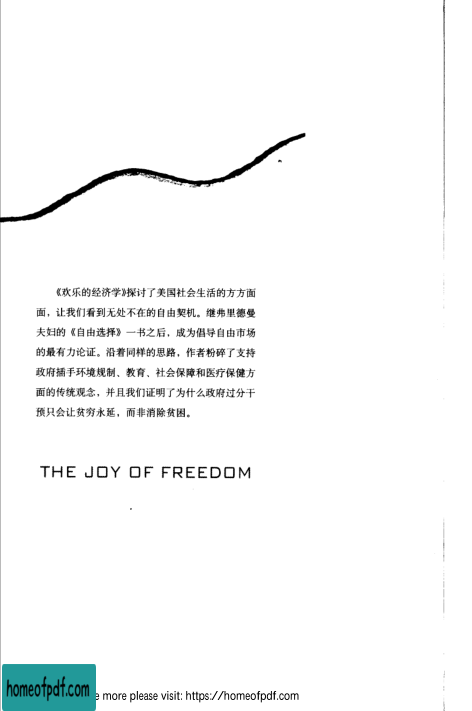 《欢乐的经济学》探讨了美国社会生活的方方面
面，让我们看到无处不在的自由契机。继弗里德曼
夫妇的《自由选择》一书之后，成为倡导自由市场
的最有力论证。沿着同样的思路，作者粉碎了支持
政府插手环境规制、教育、社会保障和医疗保健方
面的传统观念，并且我们证明了为什么政府过分干
预只会让贫穷永延，而非消除贫困。
THE JOY OF FREEDOM
homeofpdf.com
e more please visit: https://homeofpdf.com